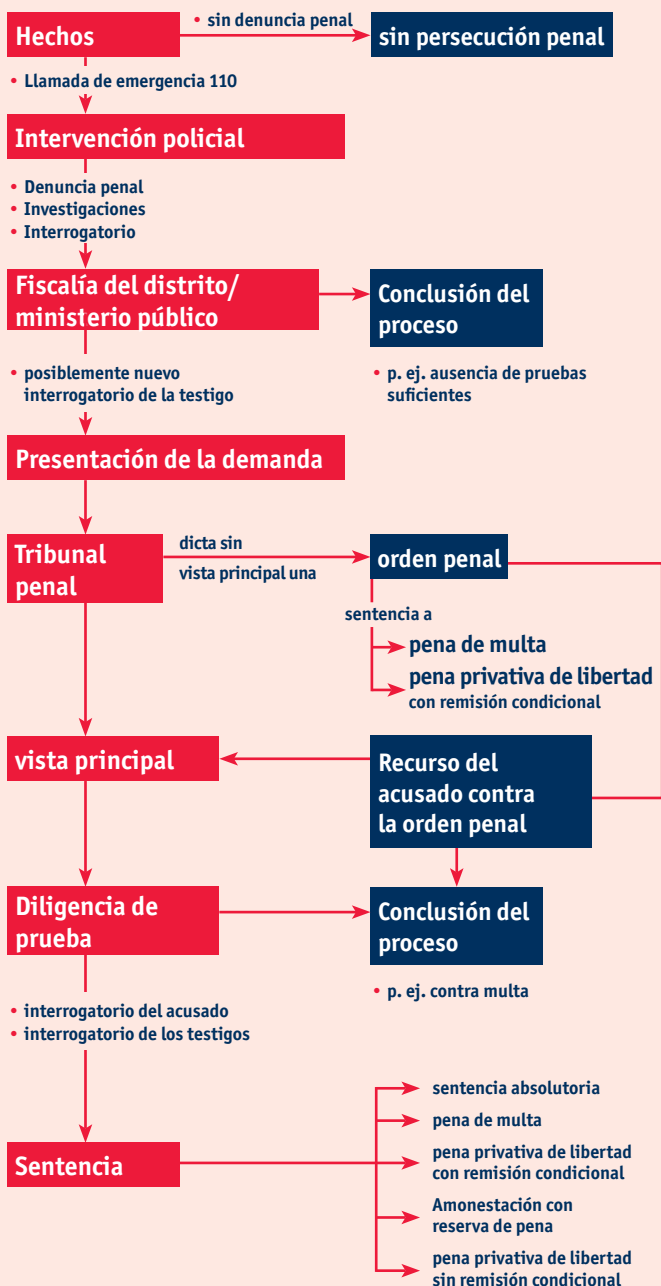 Hechos
• sin denuncia penal
sin persecución penal
• Llamada de emergencia 110
Intervención policial
• Denuncia penal
• Investigaciones
• Interrogatorio
Fiscalía del distrito/
ministerio público
Conclusión del
proceso
• posiblemente nuevo
interrogatorio de la testigo
• p. ej. ausencia de pruebas
suficientes
Presentación de la demanda
Tribunal
penal
dicta sin
vista principal una
orden penal
sentencia a
pena de multa
pena privativa de libertad
con remisión condicional
vista principal
Recurso del
acusado contra
la orden penal
Diligencia de
prueba
Conclusión del
proceso
• p. ej. contra multa
• interrogatorio del acusado
• interrogatorio de los testigos
Sentencia
sentencia absolutoria
pena de multa
pena privativa de libertad
con remisión condicional
Amonestación con
reserva de pena
pena privativa de libertad
sin remisión condicional